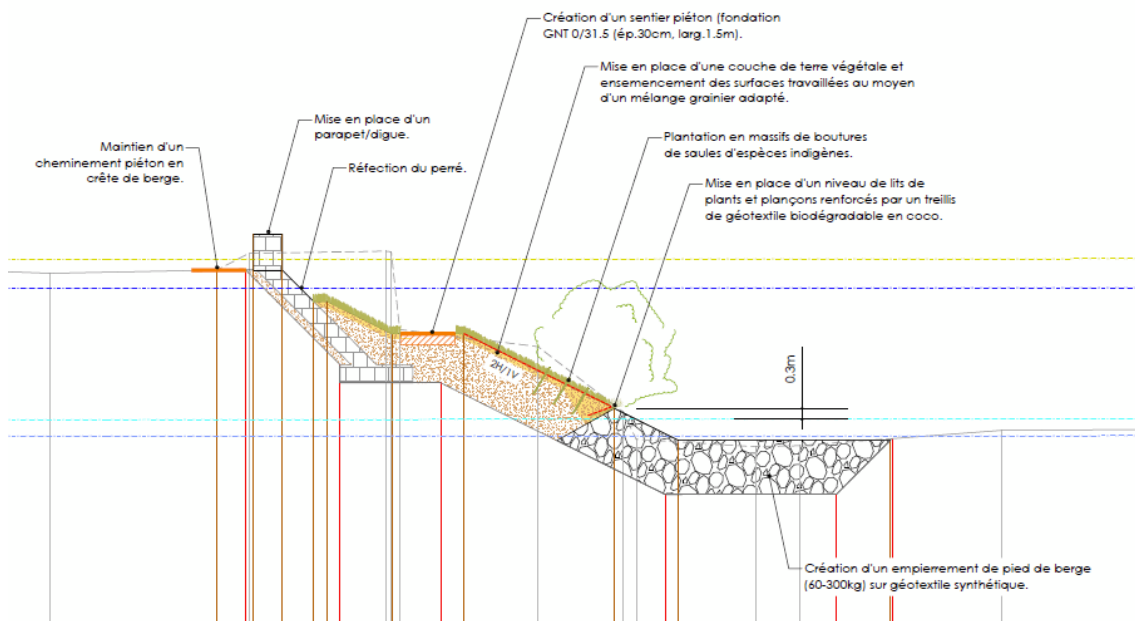 Création d'un sentier piéton (fondation
GNT 0/31.5 (ép.30cm, larg.1.5m).
Mise en place d'une couche de terre végétale et
ensemencement des surfaces travaillées au moyen
d'un mélange grainier adapté.
Mise en place d'un
parapet/digue.
Plantation en massifs de boutures
de saules d'espèces indigènes.
Maintien d'un
cheminement piéton en
crête de berge.
Réfection du perré.
Mise en place d'un niveau de lits de
plants et plançons renforcés par un treillis
de géotextile biodégradable en coco.
2H/1V
0.3m
Création d'un empierrement de pied de berge
(60-300kg) sur géotextile synthétique.